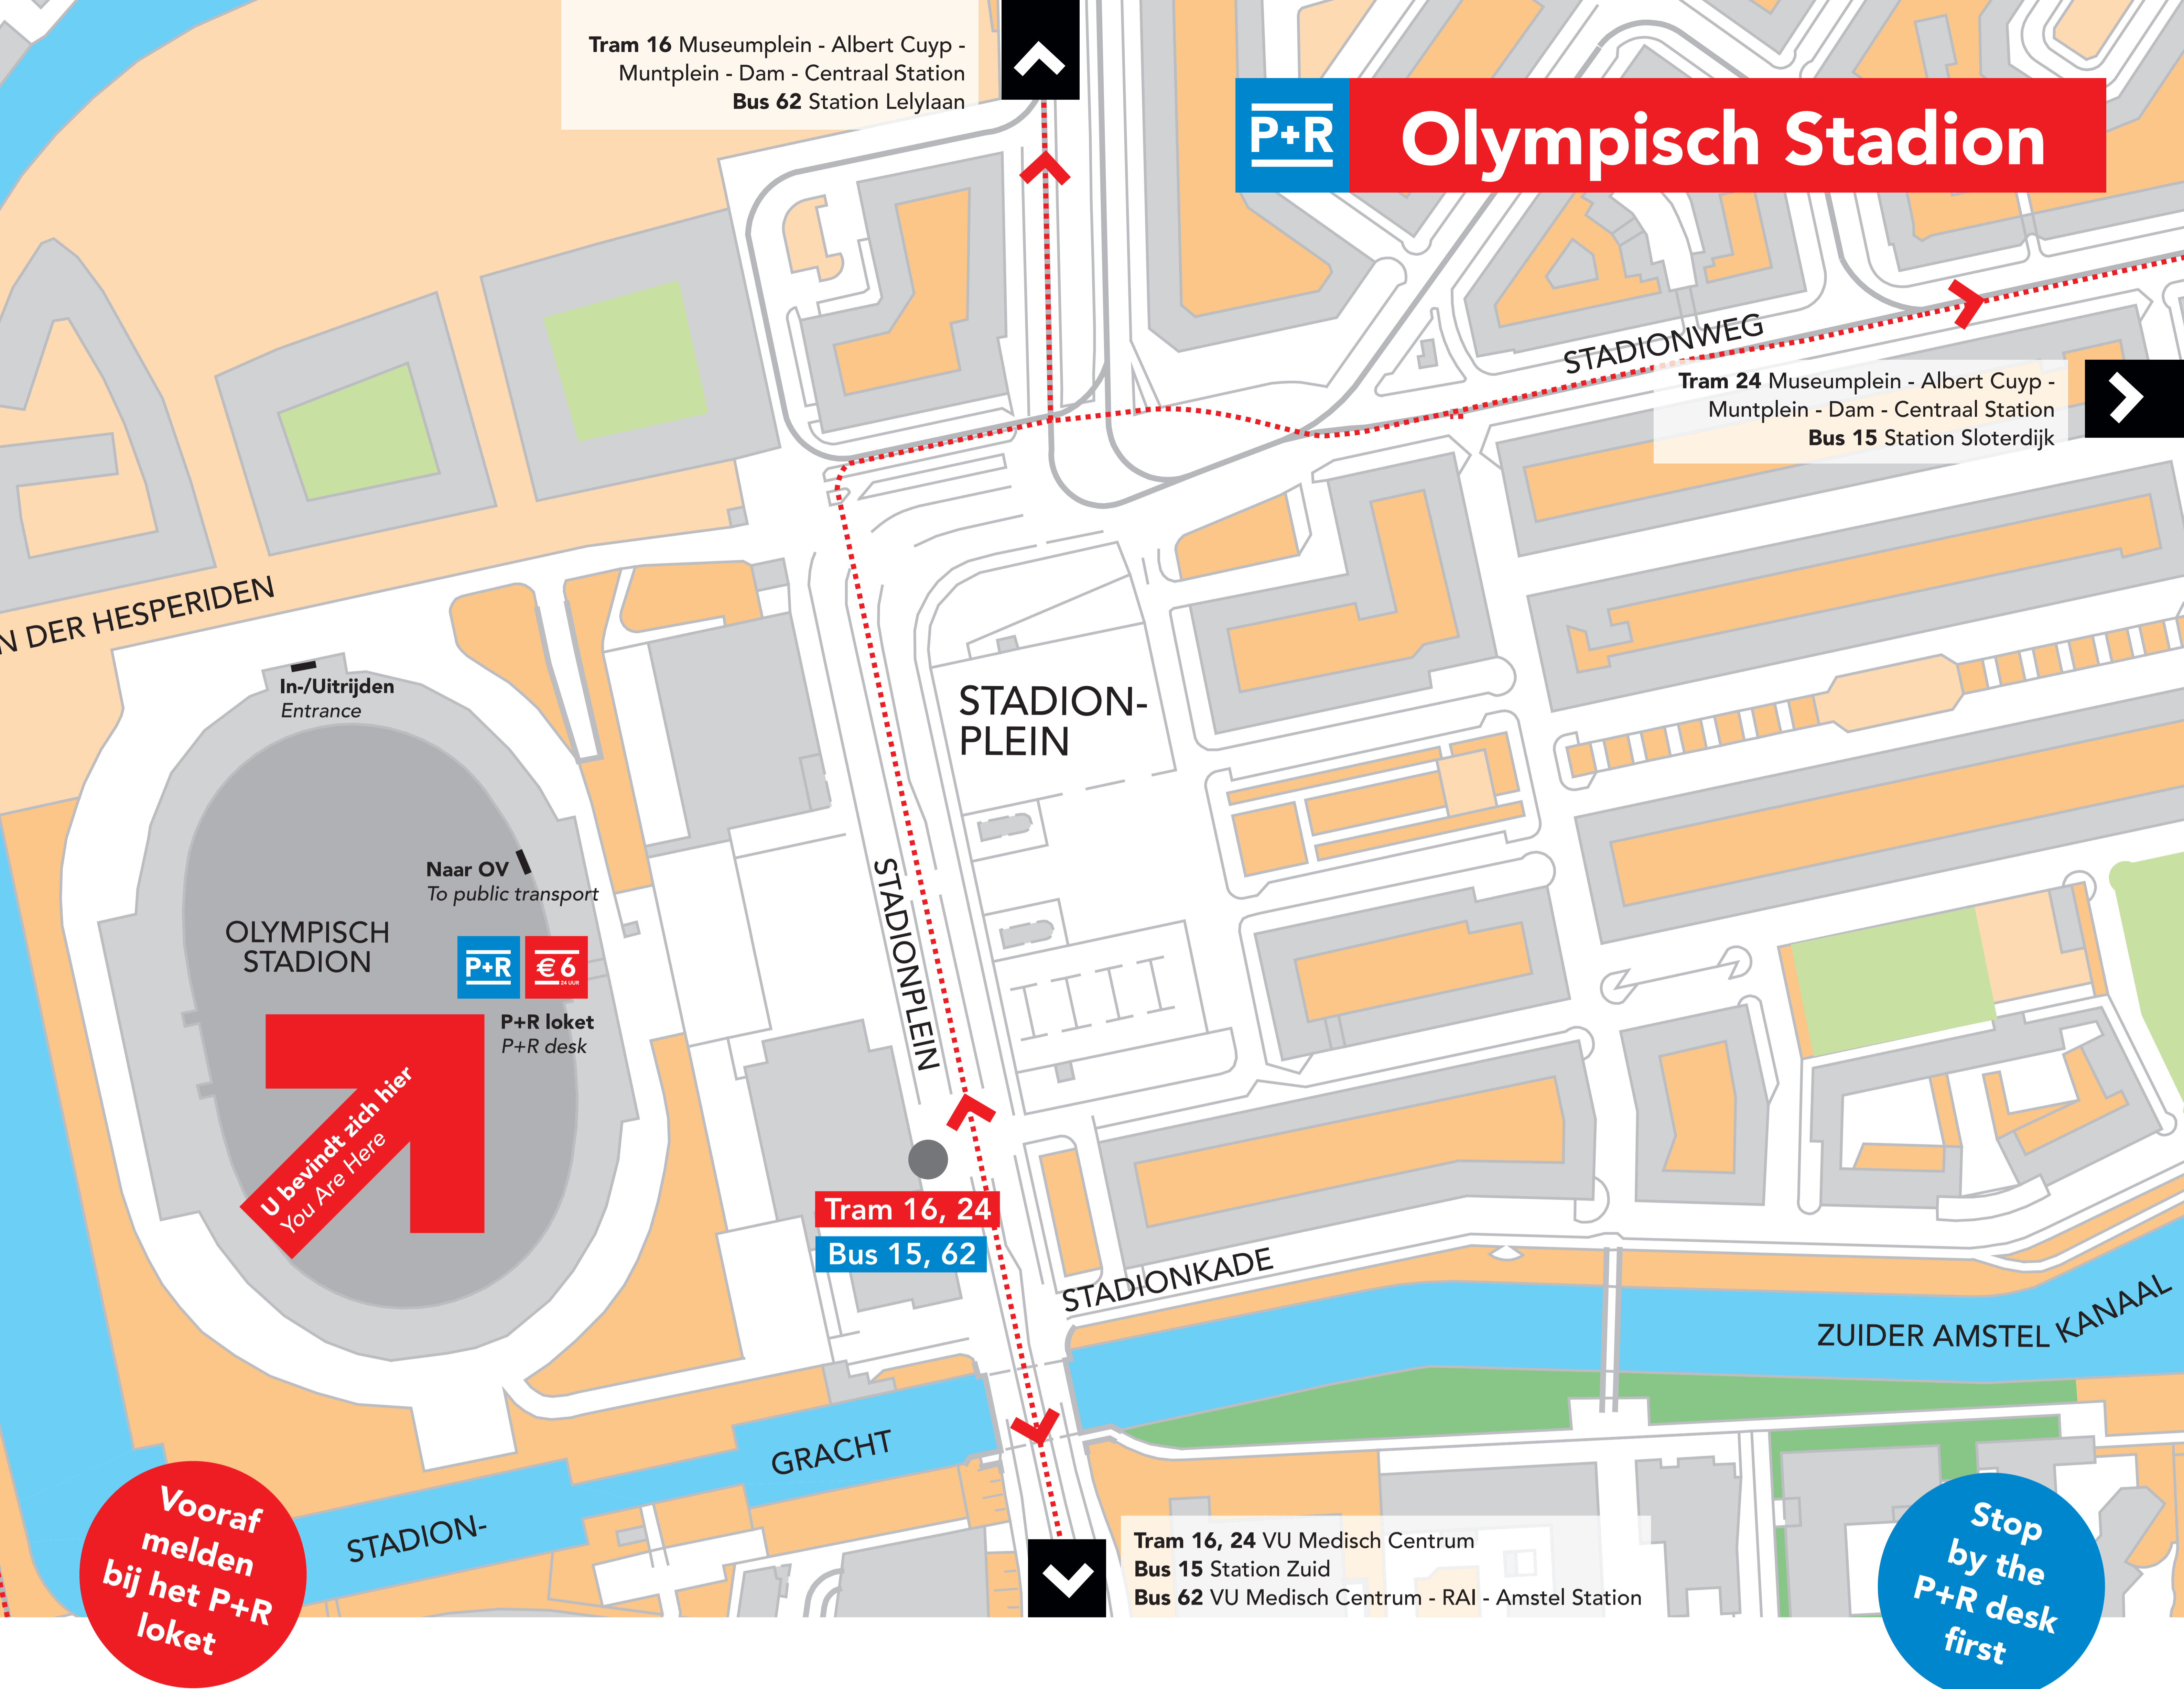 Tram 16 Museumplein - Albert Cuyp -
Muntplein - Dam - Centraal Station
Bus 62 Station Lelylaan
P+R
Olympisch Stadion
STADIONWEG
Tram 24 Museumplein - Albert Cuyp -
Muntplein - Dam - Centraal Station
Bus 15 Station Sloterdijk
N DER HESPERIDEN
In-/Uitrijden
Entrance
STADION-
PLEIN
Naar OV
To public transport
OLYMPISCH
STADION
P+R
€6
24 UUR
P+R loket
P+R desk
U bevindt zich hier
You Are Here
STADIONPLEIN
Tram 16, 24
Bus 15, 62
STADIONKADE
ZUIDER AMSTEL KANAAL
GRACHT
STADION-
Vooraf
melden
bij het P+R
loket
Tram 16, 24 VU Medisch Centrum
Bus 15 Station Zuid
Bus 62 VU Medisch Centrum - RAI - Amstel Station
Stop
by the
P+R desk
first